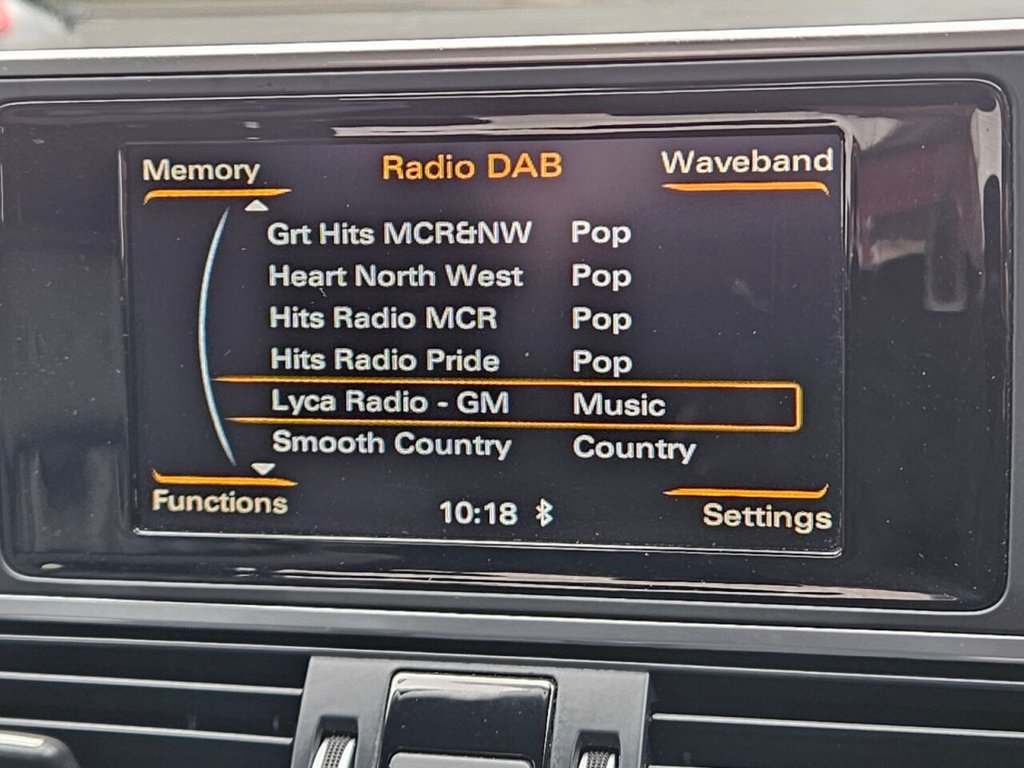 Memory Radio DAB Waveband
Grt Hits MCR&NW Pop
Heart North West Pop
Hits Radio MCR Pop
Hits Radio Pride Pop
Lyca Radio - GM Music
Smooth Country Country
Functions 10:18 Settings